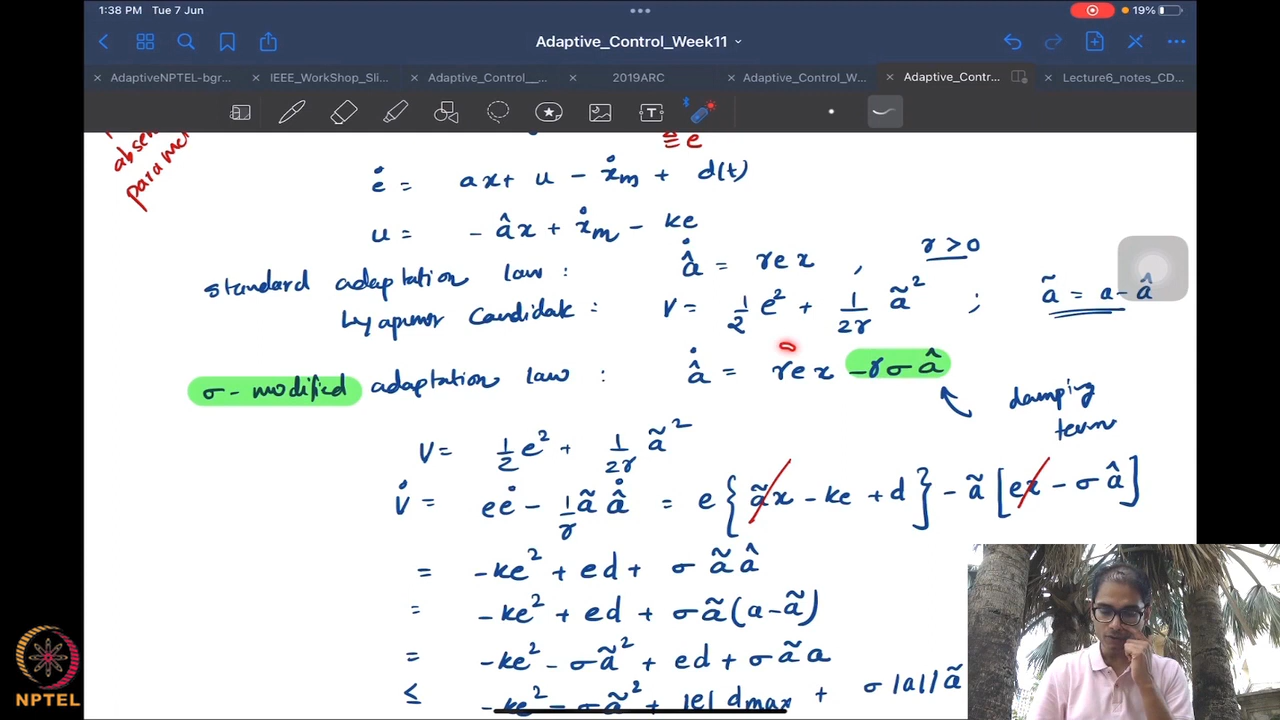 1:38 PM Tue 7 Jun
19%
Adaptive_Control_Week11
AdaptiveNPTEL-bgr...
IEEE_WorkShop_Sli...
Adaptive_Control__...
2019ARC
Adaptive_Control_W...
Adaptive_Contr...
Lecture6_notes_CD...
≜ e
ė = ax + u - ẋm + d(t)
u = - âx + ẋm - ke
standard adaptation law : â̇ = γex , γ > 0
Lyapunov Candidate : V = 1/2 e² + 1/2γ ã² ; ã = a - â
σ - modified adaptation law : â̇ = γex - γσâ
damping
term
V = 1/2 e² + 1/2γ ã²
V̇ = eė - 1/γ ã â̇ = e { ãx - ke + d } - ã [ ex - σâ ]
= -ke² + ed + σãâ
= -ke² + ed + σã(a - ã)
= -ke² - σã² + ed + σãa
≤ -ke² - σã² + |e| dmax + σ|a||ã
NPTEL